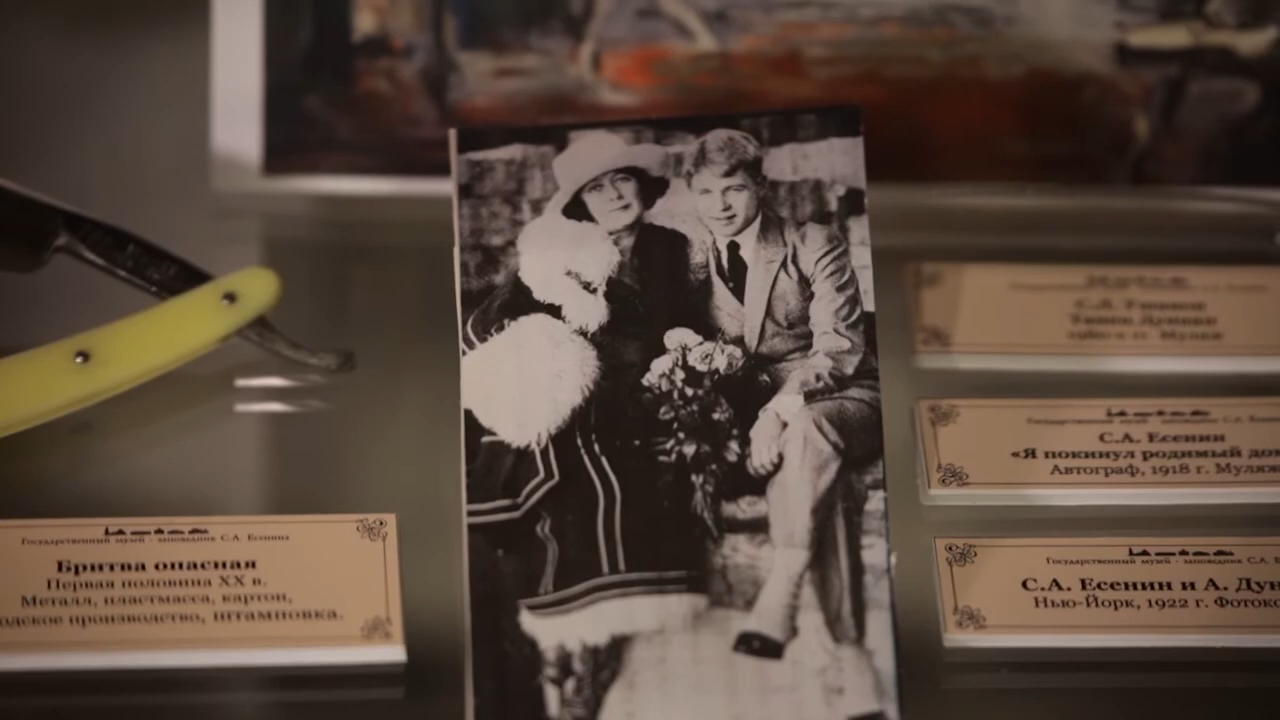 Государственный музей - заповедник С.А. Есенина
Бритва опасная
Первая половина XX в.
Металл, пластмасса, картон,
одское производство, штамповка.
С.А. Есенин
«Я покинул родимый дом
Автограф, 1918 г. Муляж
Государственный музей - заповедник С.А.
С.А. Есенин и А. Дун
Нью-Йорк, 1922 г. Фотоко